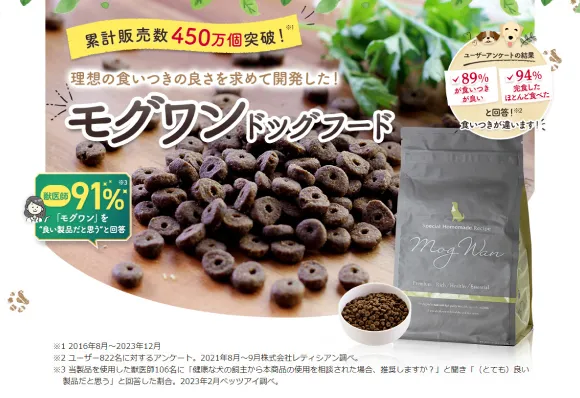 累計販売数450万個突破！※1
理想の食いつきの良さを求めて開発した！
モグワンドッグフード
ユーザーアンケートの結果
89%が食いつきが良い
94%完食したほとんど食べた
と回答！※2
食いつきが違います！
獣医師91%※3
「モグワン」を
“良い製品だと思う”と回答
Special Homemade Recipe
MogWan
※1 2016年8月～2023年12月
※2 ユーザー822名に対するアンケート。2021年8月～9月株式会社レティシアン調べ。
※3 当製品を使用した獣医師106名に「健康な犬の飼主から本商品の使用を相談された場合、推奨しますか？」と聞き「（とても）良い
製品だと思う」と回答した割合。2023年2月ベッツアイ調べ。